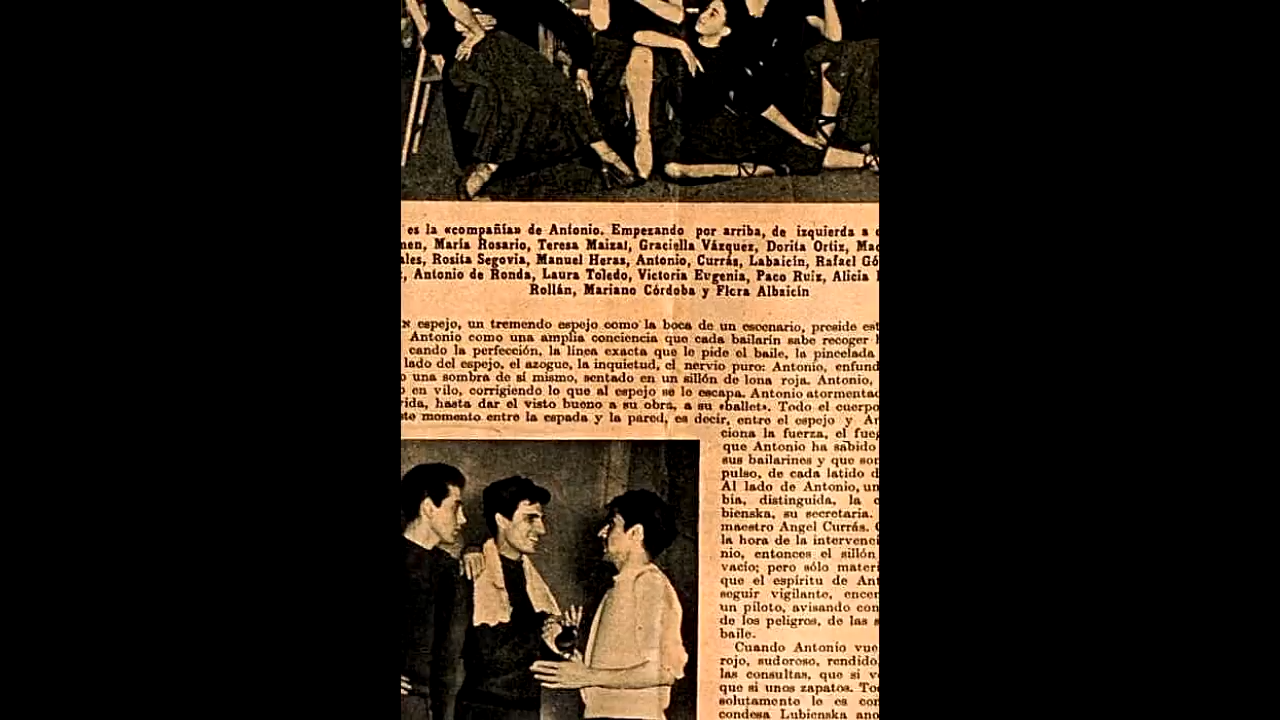 es la «compañía» de Antonio. Empezando por arriba, de izquierda a
men, María Rosario, Teresa Maizal, Graciella Vázquez, Dorita Ortiz,
ales, Rosita Segovia, Manuel Heras, Antonio, Currás, Labaicín, Rafael Gó
, Antonio de Ronda, Laura Toledo, Victoria Eugenia, Paco Ruiz, Alicia
Rollán, Mariano Córdoba y Flora Albaicín
N espejo, un tremendo espejo como la boca de un escenario, preside est
Antonio como una amplia conciencia que cada bailarín sabe recoger
cando la perfección, la línea exacta que le pide el baile, la pincelada
lado del espejo, el azogue, la inquietud, el nervio puro: Antonio, enfund
o una sombra de sí mismo, sentado en un sillón de lona roja. Antonio,
o en vilo, corrigiendo lo que al espejo se le escapa. Antonio atormentad
rida, hasta dar el visto bueno a su obra, a su «ballet». Todo el cuerpo
ste momento entre la espada y la pared, es decir, entre el espejo y An
ciona la fuerza, el fueg
que Antonio ha sabido
sus bailarines y que son
pulso, de cada latido d
Al lado de Antonio, un
bia, distinguida, la c
bienska, su secretaria.
maestro Angel Currás.
la hora de la intervenci
nio, entonces el sillón
vacío; pero sólo materi
que el espíritu de Ant
seguir vigilante, encen
un piloto, avisando con
de los peligros, de las
baile.
Cuando Antonio vue
rojo, sudoroso, rendido,
las consultas, que si v
que si unos zapatos. To
solutamente lo es con
condesa Lubienska ano